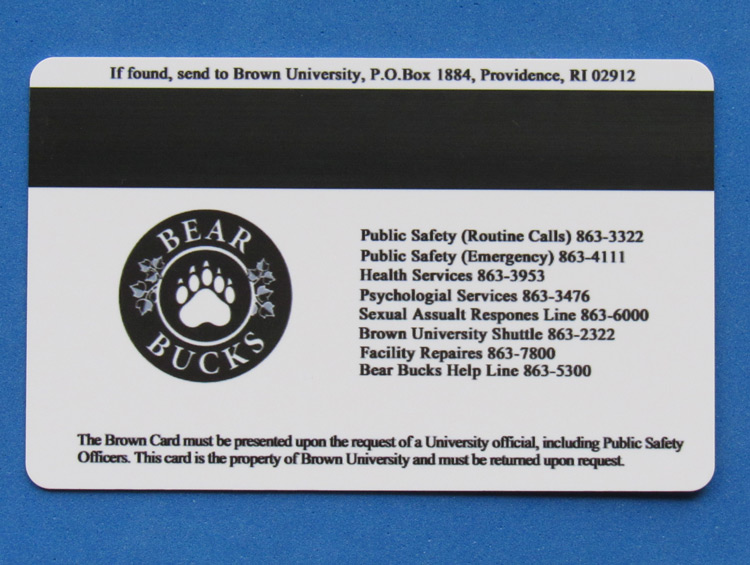 If found, send to Brown University, P.O.Box 1884, Providence, RI 02912
BEAR
BUCKS
Public Safety (Routine Calls) 863-3322
Public Safety (Emergency) 863-4111
Health Services 863-3953
Psychologial Services 863-3476
Sexual Assualt Respones Line 863-6000
Brown University Shuttle 863-2322
Facility Repaires 863-7800
Bear Bucks Help Line 863-5300
The Brown Card must be presented upon the request of a University official, including Public Safety
Officers. This card is the property of Brown University and must be returned upon request.